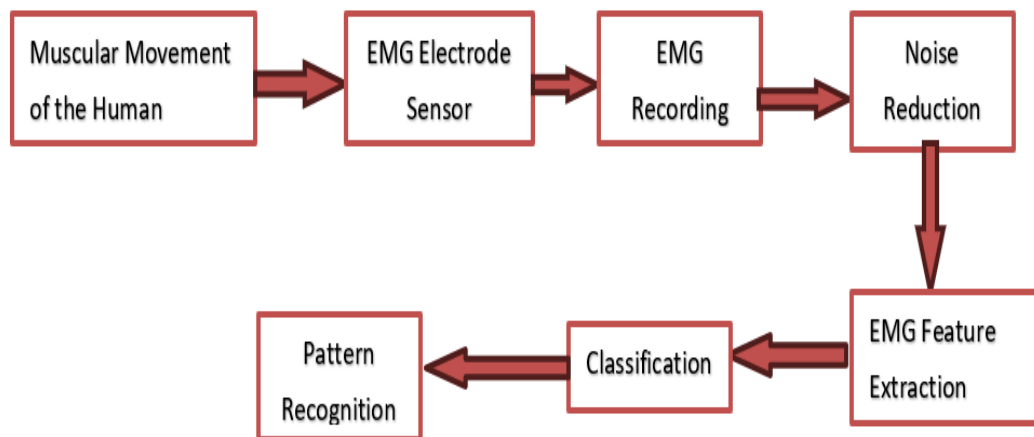 Muscular Movement
of the Human
EMG Electrode
Sensor
EMG
Recording
Noise
Reduction
EMG Feature
Extraction
Classification
Pattern
Recognition